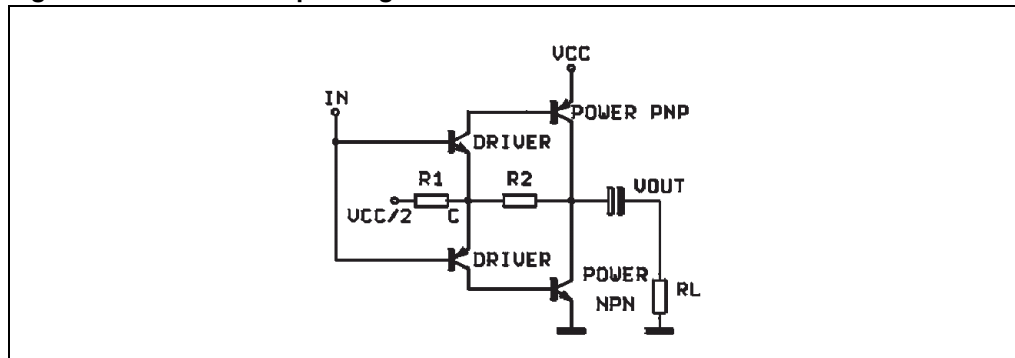 VCC
IN
POWER PNP
DRIVER
R1
R2
VOUT
VCC/2
C
DRIVER
POWER
NPN
RL